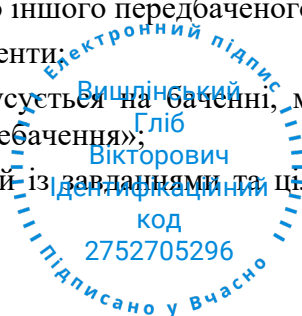 о іншого передбаченого
енти;
Електронний підпис
усується на баченні, м
Вишлінський
Гліб
ебачення»;
Вікторович
й із завданнями та ці
Ідентифікаційний
код
2752705296
Підписано у Вчасно